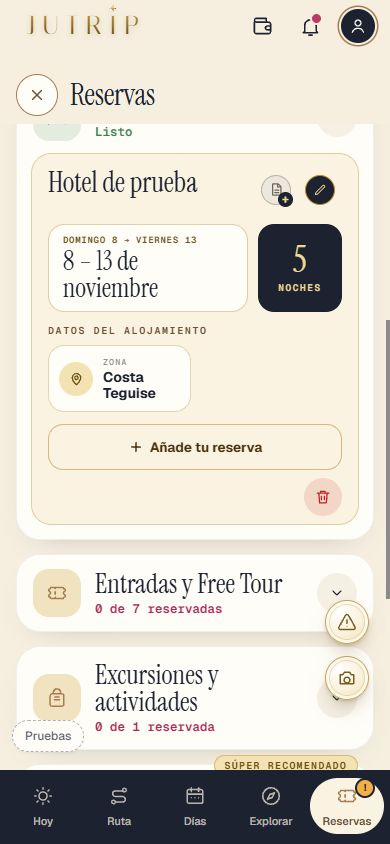 JUTRIP
Reservas
Listo
Hotel de prueba
DOMINGO 8 → VIERNES 13
8 – 13 de
noviembre
5
NOCHES
DATOS DEL ALOJAMIENTO
ZONA
Costa
Teguise
+ Añade tu reserva
Entradas y Free Tour
0 de 7 reservadas
Excursiones y
actividades
0 de 1 reservada
Pruebas
SÚPER RECOMENDADO
Hoy
Ruta
Días
Explorar
!
Reservas